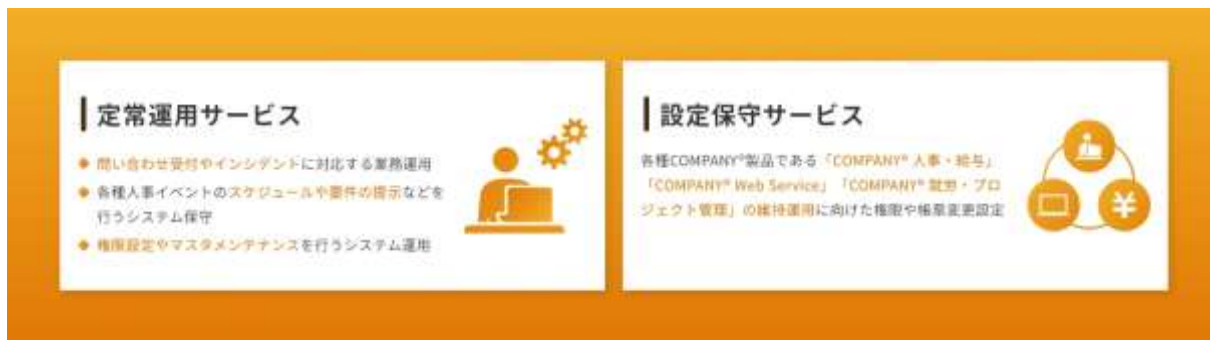 定常運用サービス
問い合わせ受付やインシデントに対応する業務運用
各種人事イベントのスケジュールや要件の提示などを
行うシステム保守
権限設定やマスタメンテナンスを行うシステム運用
設定保守サービス
各種COMPANY®製品である「COMPANY® 人事・給与」
「COMPANY® Web Service」「COMPANY® 就労・プロ
ジェクト管理」の維持運用に向けた権限や帳票変更設定
¥